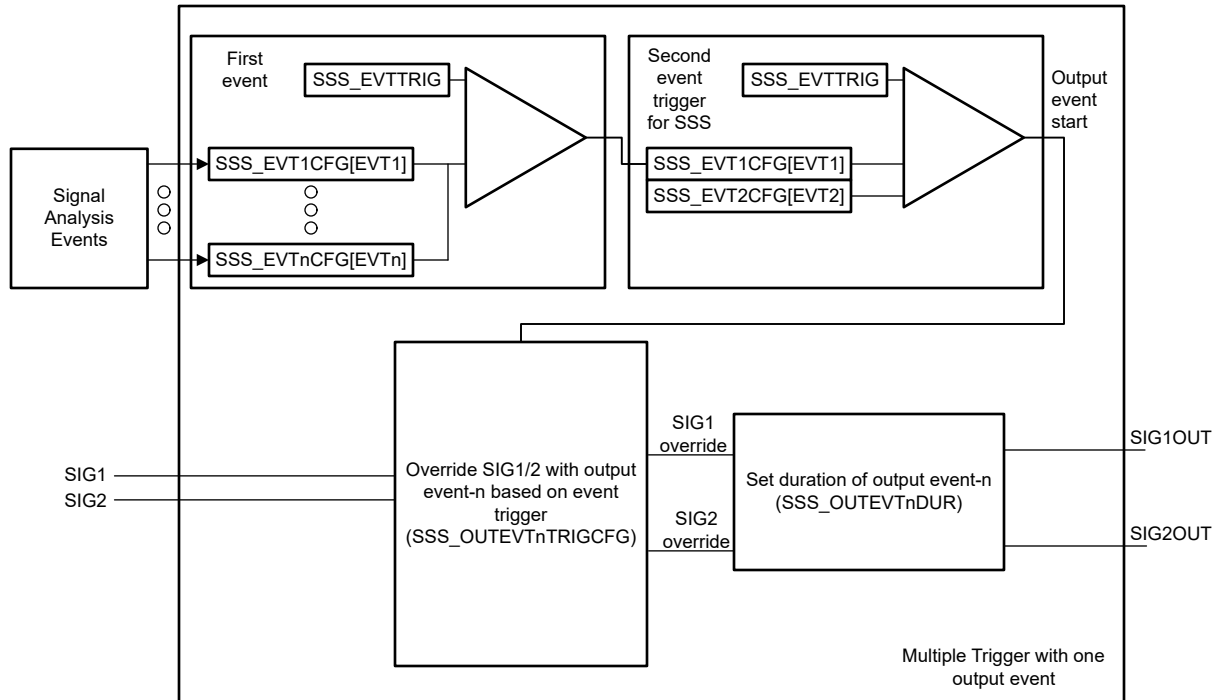 First
event
SSS_EVTTRIG
SSS_EVT1CFG[EVT1]
SSS_EVTnCFG[EVTn]
Second
event
trigger
for SSS
SSS_EVTTRIG
SSS_EVT1CFG[EVT1]
SSS_EVT2CFG[EVT2]
Output
event
start
Signal
Analysis
Events
SIG1
SIG2
Override SIG1/2 with output
event-n based on event
trigger
(SSS_OUTEVTnTRIGCFG)
SIG1
override
SIG2
override
Set duration of output event-n
(SSS_OUTEVTnDUR)
SIG1OUT
SIG2OUT
Multiple Trigger with one
output event